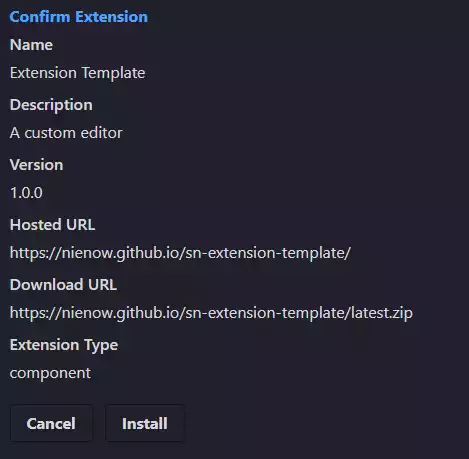 Confirm Extension
Name
Extension Template
Description
A custom editor
Version
1.0.0
Hosted URL
https://nienow.github.io/sn-extension-template/
Download URL
https://nienow.github.io/sn-extension-template/latest.zip
Extension Type
component
Cancel Install